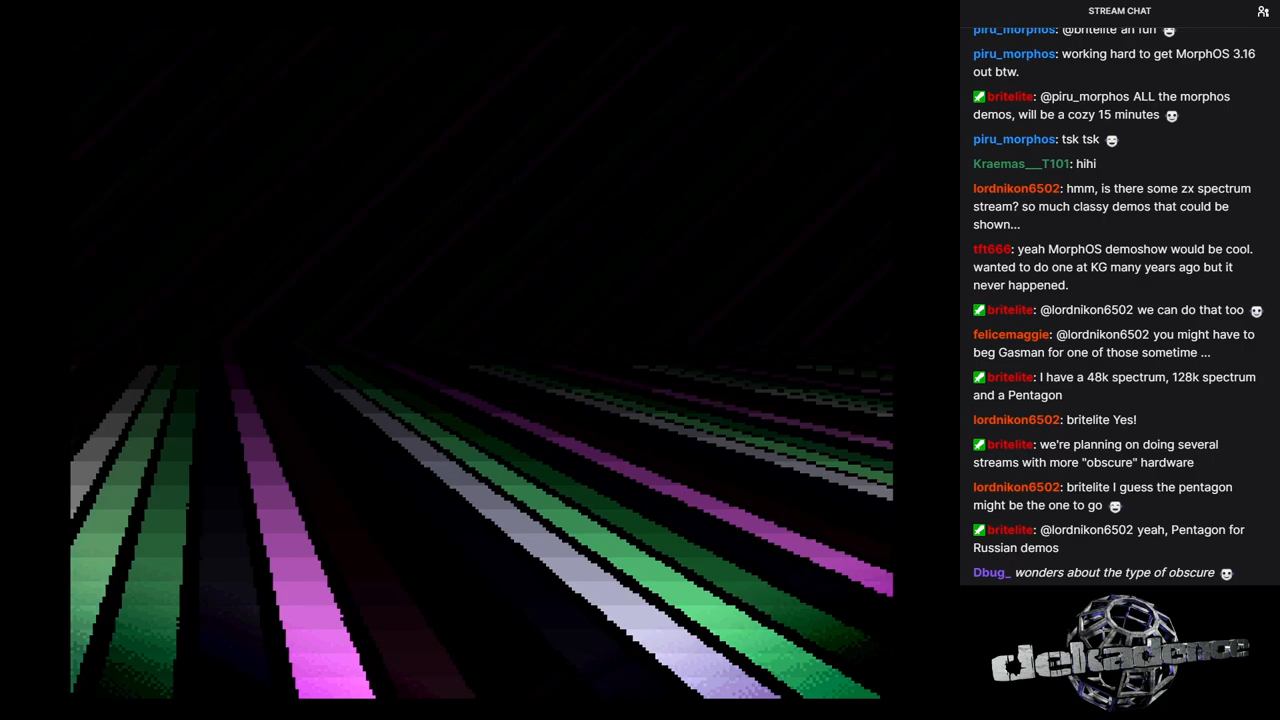 STREAM CHAT
piru_morphos: @britelite ah fun
piru_morphos: working hard to get MorphOS 3.16
out btw.
britelite: @piru_morphos ALL the morphos
demos, will be a cozy 15 minutes
piru_morphos: tsk tsk
Kraemas___T101: hihi
lordnikon6502: hmm, is there some zx spectrum
stream? so much classy demos that could be
shown...
tft666: yeah MorphOS demoshow would be cool.
wanted to do one at KG many years ago but it
never happened.
britelite: @lordnikon6502 we can do that too
felicemaggie: @lordnikon6502 you might have to
beg Gasman for one of those sometime ...
britelite: I have a 48k spectrum, 128k spectrum
and a Pentagon
lordnikon6502: britelite Yes!
britelite: we're planning on doing several
streams with more "obscure" hardware
lordnikon6502: britelite I guess the pentagon
might be the one to go
britelite: @lordnikon6502 yeah, Pentagon for
Russian demos
Dbug_ wonders about the type of obscure
dekadence